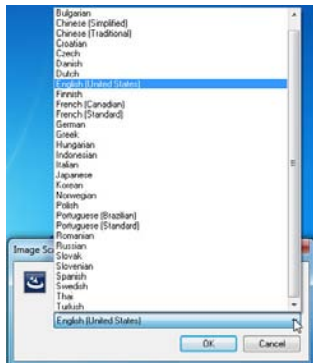 Bulgarian
Chinese (Simplified)
Chinese (Traditional)
Croatian
Czech
Danish
Dutch
English (United States)
Finnish
French (Canadian)
French (Standard)
German
Greek
Hungarian
Indonesian
Italian
Japanese
Korean
Norwegian
Polish
Portuguese (Brazilian)
Portuguese (Standard)
Romanian
Russian
Slovak
Slovenian
Spanish
Swedish
Thai
Turkish
Image Sc
English (United States)
OK
Cancel